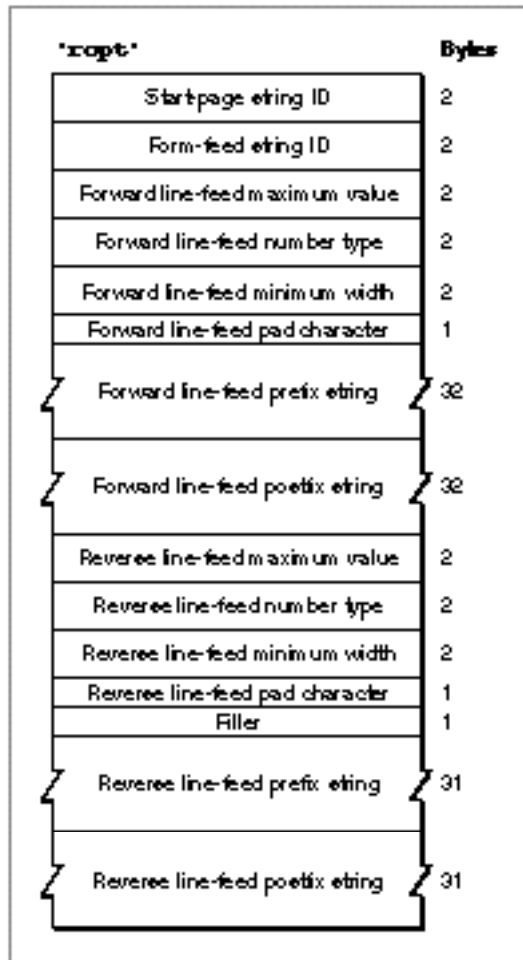 'ropt' Bytes
Start-page string ID 2
Form-feed string ID 2
Forward line-feed maximum value 2
Forward line-feed number type 2
Forward line-feed minimum width 2
Forward line-feed pad character 1
Forward line-feed prefix string 32
Forward line-feed postfix string 32
Reverse line-feed maximum value 2
Reverse line-feed number type 2
Reverse line-feed minimum width 2
Reverse line-feed pad character 1
Filler 1
Reverse line-feed prefix string 31
Reverse line-feed postfix string 31